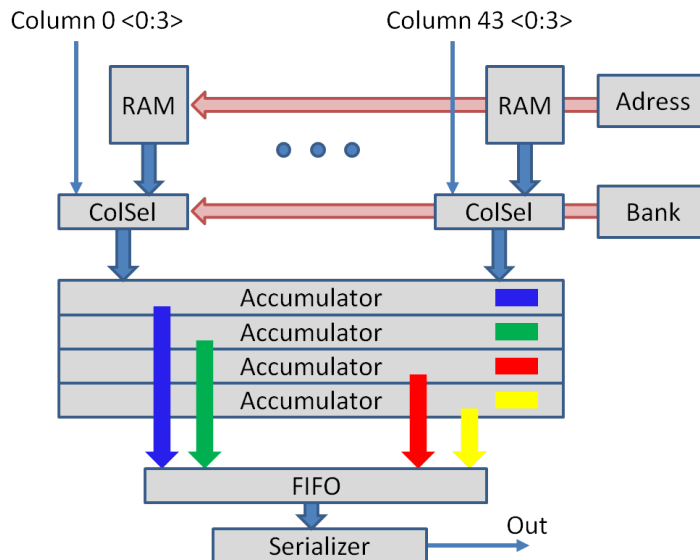 Column 0 <0:3>
Column 43 <0:3>
RAM
RAM
Adress
ColSel
ColSel
Bank
Accumulator
Accumulator
Accumulator
Accumulator
FIFO
Out
Serializer